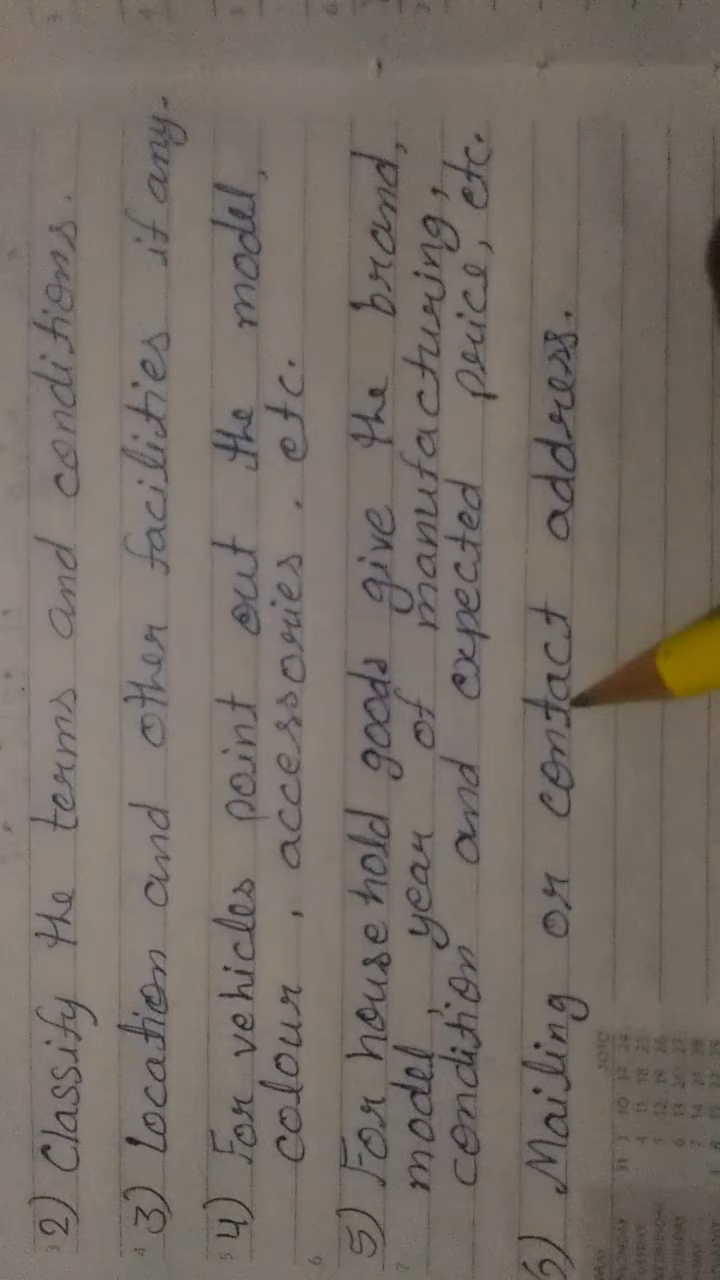 2) Classify the terms and conditions.
3) Location and other facilities if any.
4) For vehicles point out the model,
colour, accessories, etc.
5) For house hold goods give the brand,
model, year of manufacturing,
condition and expected price, etc.
6) Mailing or contact address.